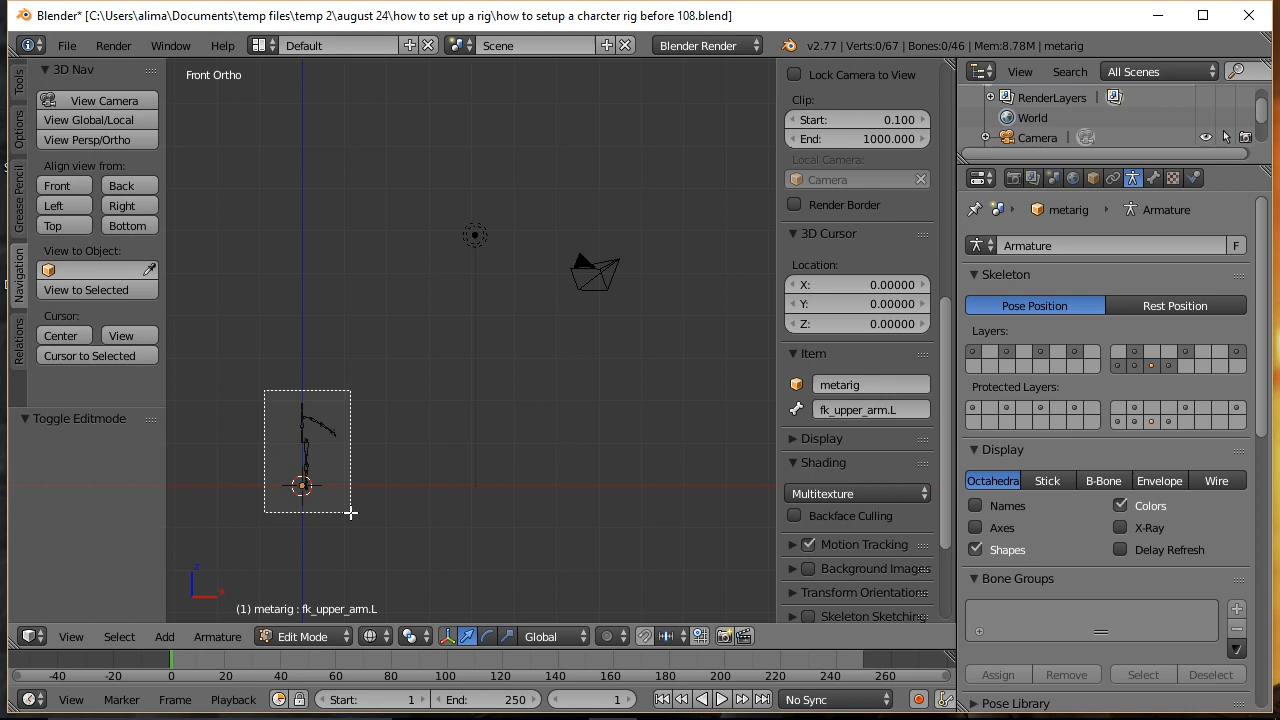 Blender* [C:\Users\alima\Documents\temp files\temp 2\august 24\how to set up a rig\how to setup a charcter rig before 108.blend]
File Render Window Help Default Scene Blender Render v2.77 | Verts:0/67 | Bones:0/46 | Mem:8.78M | metarig
Tools
Options
Grease Pencil
Navigation
Relations
3D Nav
View Camera
View Global/Local
View Persp/Ortho
Align view from:
Front Back
Left Right
Top Bottom
View to Object:
View to Selected
Cursor:
Center View
Cursor to Selected
Toggle Editmode
Front Ortho
z
x
(1) metarig : fk_upper_arm.L
Lock Camera to View
Clip:
Start: 0.100
End: 1000.000
Local Camera:
Camera
Render Border
3D Cursor
Location:
X: 0.00000
Y: 0.00000
Z: 0.00000
Item
metarig
fk_upper_arm.L
Display
Shading
Multitexture
Backface Culling
Motion Tracking
Background Images
Transform Orientations
Skeleton Sketching
View Search All Scenes
RenderLayers |
World
Camera |
metarig Armature
Armature F
Skeleton
Pose Position Rest Position
Layers:
Protected Layers:
Display
Octahedra Stick B-Bone Envelope Wire
Names Colors
Axes X-Ray
Shapes Delay Refresh
Bone Groups
Assign Remove Select Deselect
Pose Library
View Select Add Armature Edit Mode Global
-40 -20 0 20 40 60 80 100 120 140 160 180 200 220 240 260
View Marker Frame Playback Start: 1 End: 250 1 No Sync